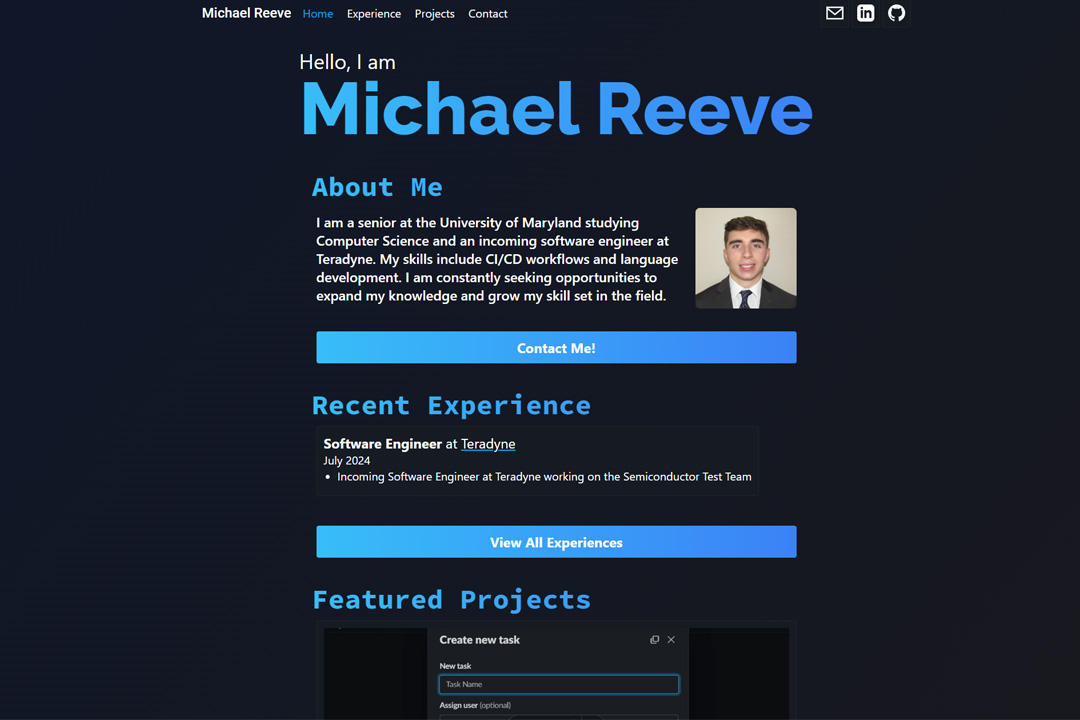 Michael Reeve Home Experience Projects Contact
Hello, I am
Michael Reeve
About Me
I am a senior at the University of Maryland studying
Computer Science and an incoming software engineer at
Teradyne. My skills include CI/CD workflows and language
development. I am constantly seeking opportunities to
expand my knowledge and grow my skill set in the field.
Contact Me!
Recent Experience
Software Engineer at Teradyne
July 2024
• Incoming Software Engineer at Teradyne working on the Semiconductor Test Team
View All Experiences
Featured Projects
Create new task
New task
Task Name
Assign user (optional)